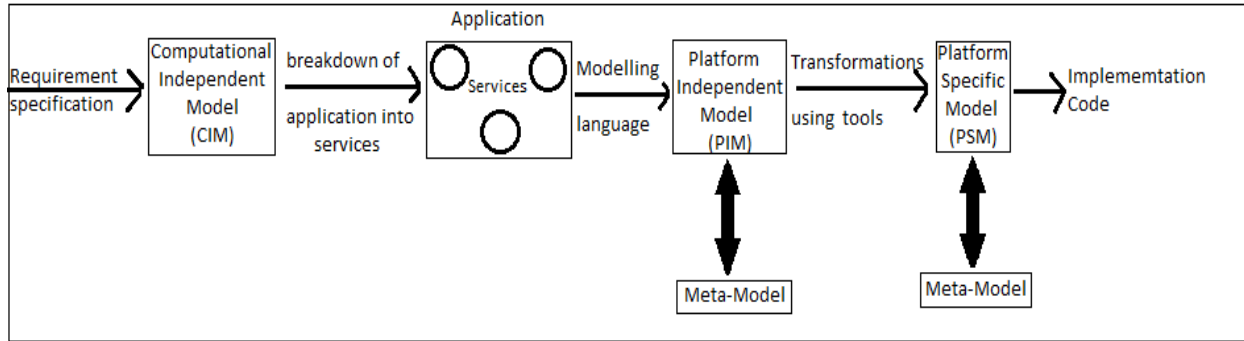 Application
Requirement
specification
Computational
Independent
Model
(CIM)
breakdown of
application into
services
Services
Modelling
language
Platform
Independent
Model
(PIM)
Transformations
using tools
Platform
Specific
Model
(PSM)
Implememtation
Code
Meta-Model
Meta-Model